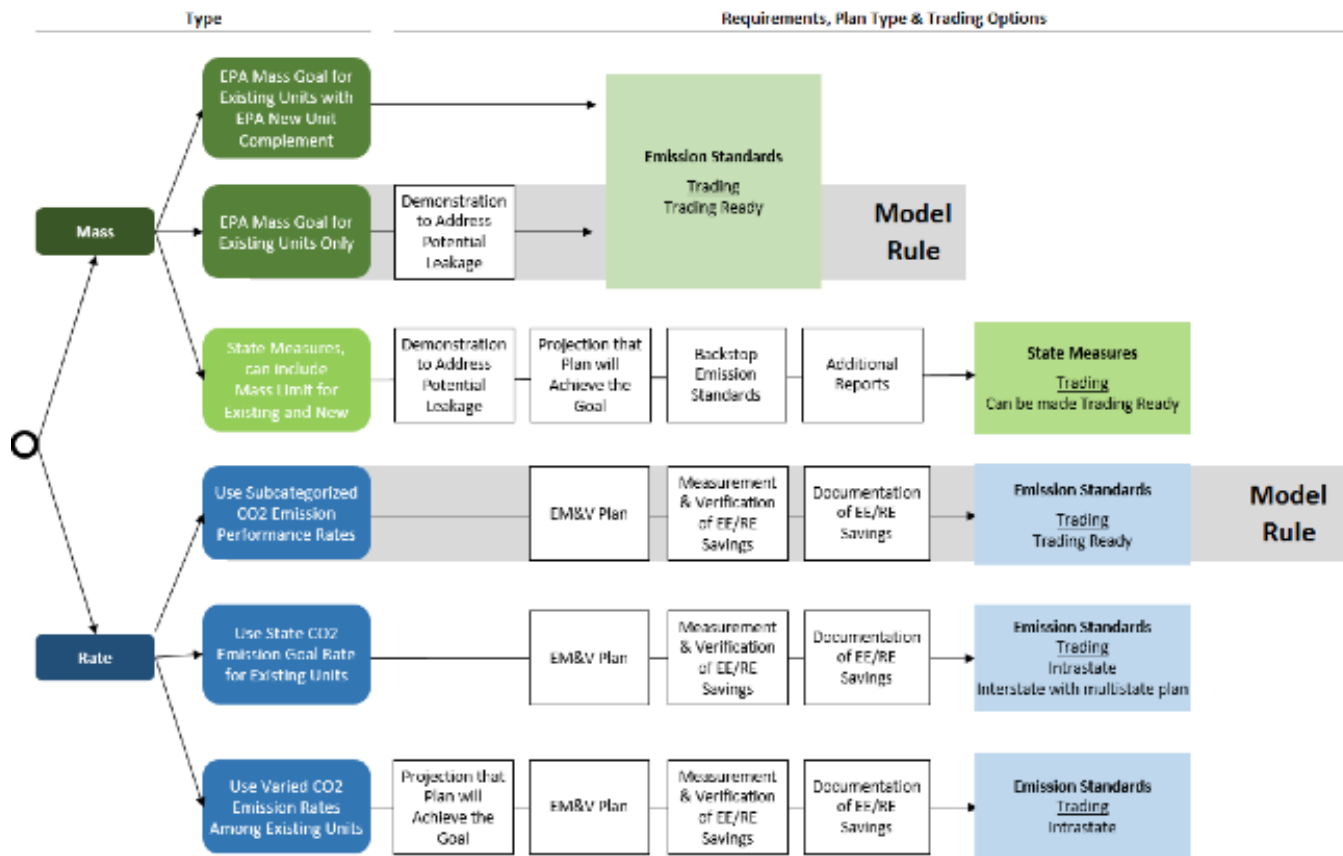 Type
Requirements, Plan Type & Trading Options
EPA Mass Goal for
Existing Units with
EPA New Unit
Complement
Emission Standards
Trading
Trading Ready
Mass
EPA Mass Goal for
Existing Units Only
Demonstration
to Address
Potential
Leakage
Model
Rule
State Measures,
can include
Mass Limit for
Existing and New
Demonstration
to Address
Potential
Leakage
Projection that
Plan will
Achieve the
Goal
Backstop
Emission
Standards
Additional
Reports
State Measures
Trading
Can be made Trading Ready
Use Subcategorized
CO2 Emission
Performance Rates
EM&V Plan
Measurement
& Verification
of EE/RE
Savings
Documentation
of EE/RE
Savings
Emission Standards
Trading
Trading Ready
Model
Rule
Rate
Use State CO2
Emission Goal Rate
for Existing Units
EM&V Plan
Measurement
& Verification
of EE/RE
Savings
Documentation
of EE/RE
Savings
Emission Standards
Trading
Intrastate
Interstate with multistate plan
Use Varied CO2
Emission Rates
Among Existing Units
Projection that
Plan will
Achieve the
Goal
EM&V Plan
Measurement
& Verification
of EE/RE
Savings
Documentation
of EE/RE
Savings
Emission Standards
Trading
Intrastate